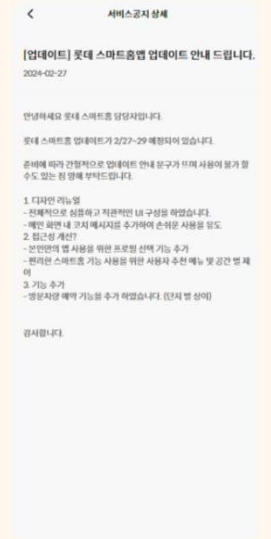 서비스공지 상세
[업데이트] 롯데 스마트홈앱 업데이트 안내 드립니다.
2024-02-27
안녕하세요 롯데 스마트홈 담당자입니다.
롯데 스마트홈 업데이트가 2/27~29 예정되어 있습니다.
준비에 따라 간헐적으로 업데이트 안내 문구가 뜨며 사용이 불가 할
수도 있는 점 양해 부탁드립니다.
1. 디자인 리뉴얼
- 전체적으로 심플하고 직관적인 UI 구성을 하였습니다.
- 메인 화면 내 코치 메시지를 추가하여 손쉬운 사용을 유도
2. 접근성 개선?
- 본인만의 앱 사용을 위한 프로필 선택 기능 추가
- 편리한 스마트홈 기능 사용을 위한 사용자 추천 메뉴 및 공간 별 제
어
3. 기능 추가
- 방문차량 예약 기능을 추가 하였습니다. (단지 별 상이)
감사합니다.